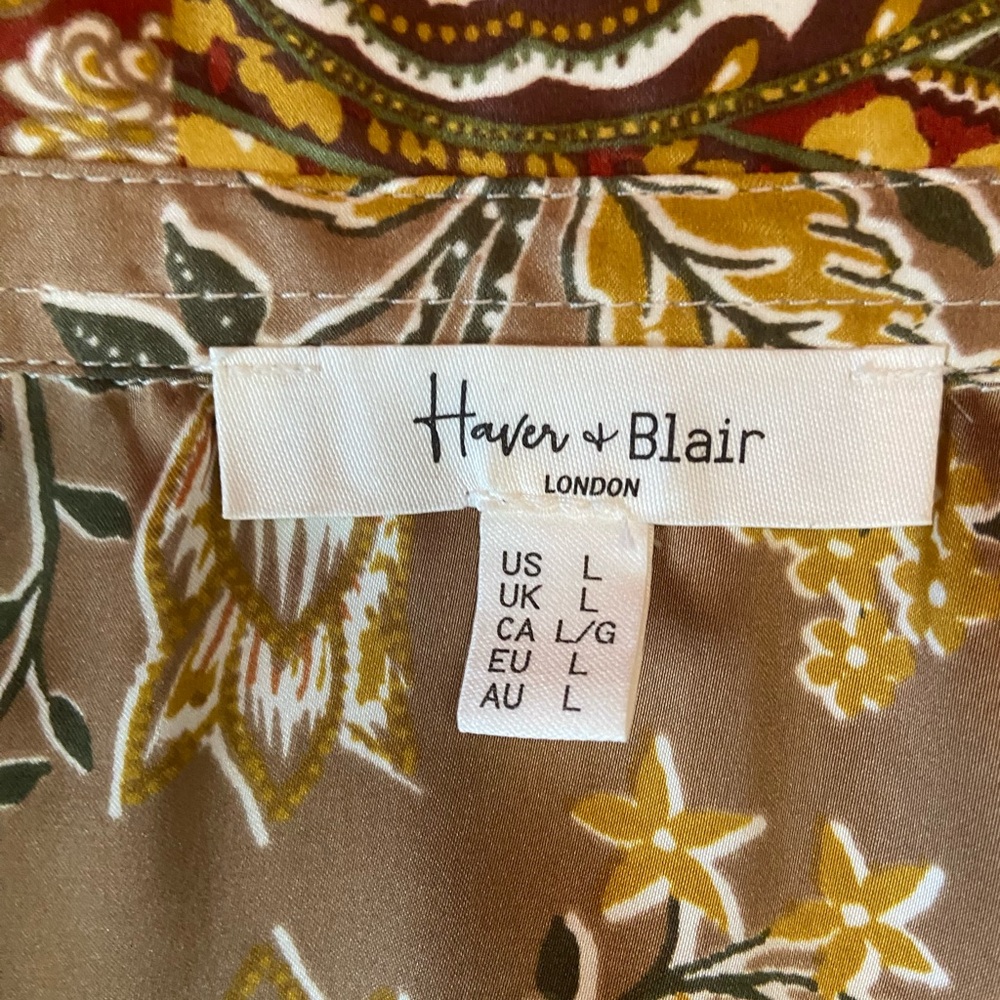 Haver + Blair
LONDON
US L
UK L
CA L/G
EU L
AU L